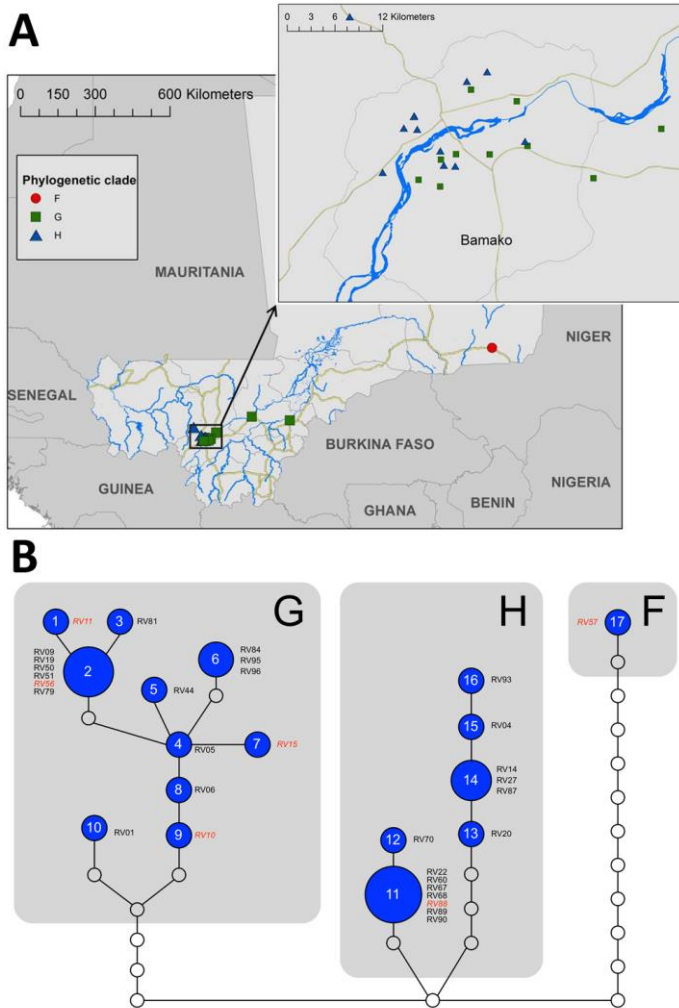 A
0 3 6 12 Kilometers
0 150 300 600 Kilometers
Phylogenetic clade
F
G
H
Bamako
MAURITANIA
NIGER
SENEGAL
BURKINA FASO
GUINEA
NIGERIA
BENIN
GHANA
B
G
H
F
1
RV11
3
RV81
2
RV09
RV19
RV50
RV51
RV56
RV79
6
RV84
RV95
RV96
5
RV44
4
RV05
7
RV15
8
RV06
9
RV10
10
RV01
16
RV93
15
RV04
14
RV14
RV27
RV87
13
RV20
12
RV70
11
RV22
RV60
RV67
RV68
RV88
RV89
RV90
RV57
17